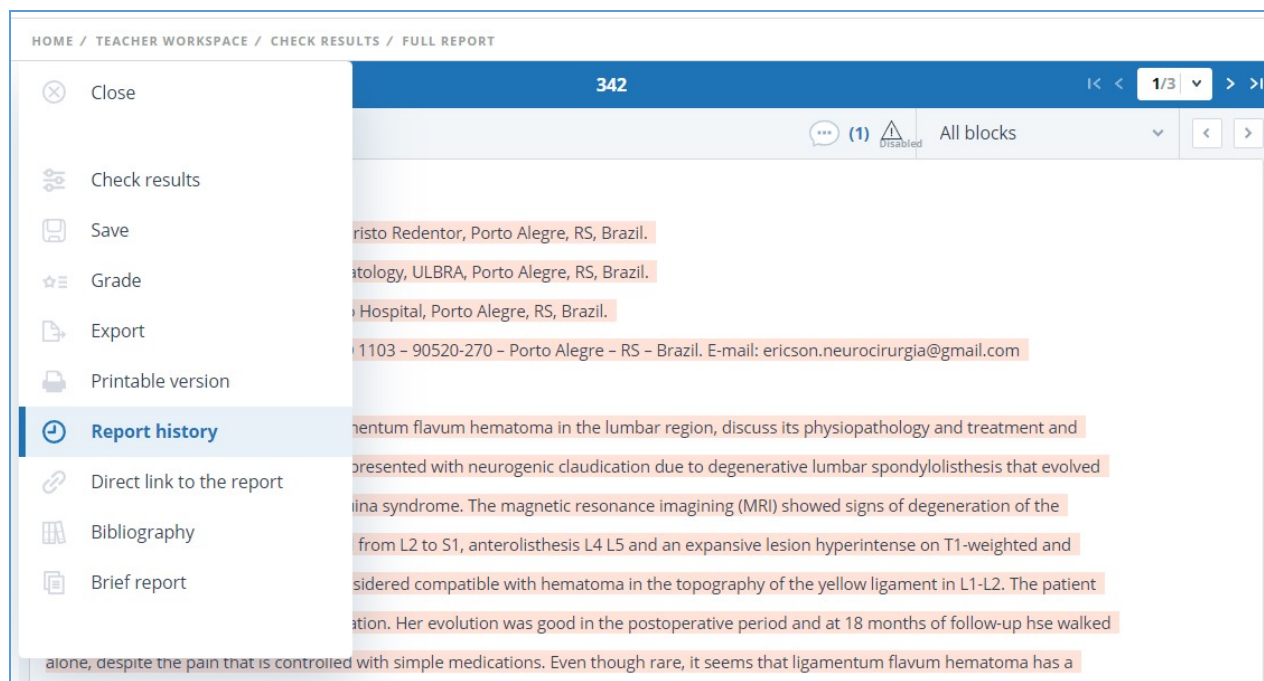 HOME / TEACHER WORKSPACE / CHECK RESULTS / FULL REPORT
Close
342
1/3
(1)
Disabled
All blocks
Check results
Save
Grade
Export
Printable version
Report history
Direct link to the report
Bibliography
Brief report
risto Redentor, Porto Alegre, RS, Brazil.
tology, ULBRA, Porto Alegre, RS, Brazil.
Hospital, Porto Alegre, RS, Brazil.
1103 – 90520-270 – Porto Alegre – RS – Brazil. E-mail: ericson.neurocirurgia@gmail.com
mentum flavum hematoma in the lumbar region, discuss its physiopathology and treatment and
presented with neurogenic claudication due to degenerative lumbar spondylolisthesis that evolved
ina syndrome. The magnetic resonance imagining (MRI) showed signs of degeneration of the
from L2 to S1, anterolisthesis L4 L5 and an expansive lesion hyperintense on T1-weighted and
sidered compatible with hematoma in the topography of the yellow ligament in L1-L2. The patient
ation. Her evolution was good in the postoperative period and at 18 months of follow-up hse walked
alone, despite the pain that is controlled with simple medications. Even though rare, it seems that ligamentum flavum hematoma has a